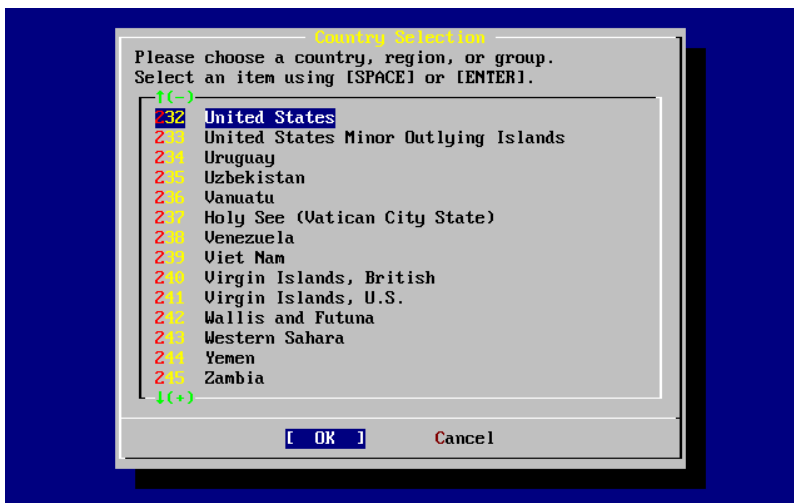 Country Selection
Please choose a country, region, or group.
Select an item using [SPACE] or [ENTER].
↑(-)
232 United States
233 United States Minor Outlying Islands
234 Uruguay
235 Uzbekistan
236 Vanuatu
237 Holy See (Vatican City State)
238 Venezuela
239 Viet Nam
240 Virgin Islands, British
241 Virgin Islands, U.S.
242 Wallis and Futuna
243 Western Sahara
244 Yemen
245 Zambia
↓(+)
[ OK ] Cancel